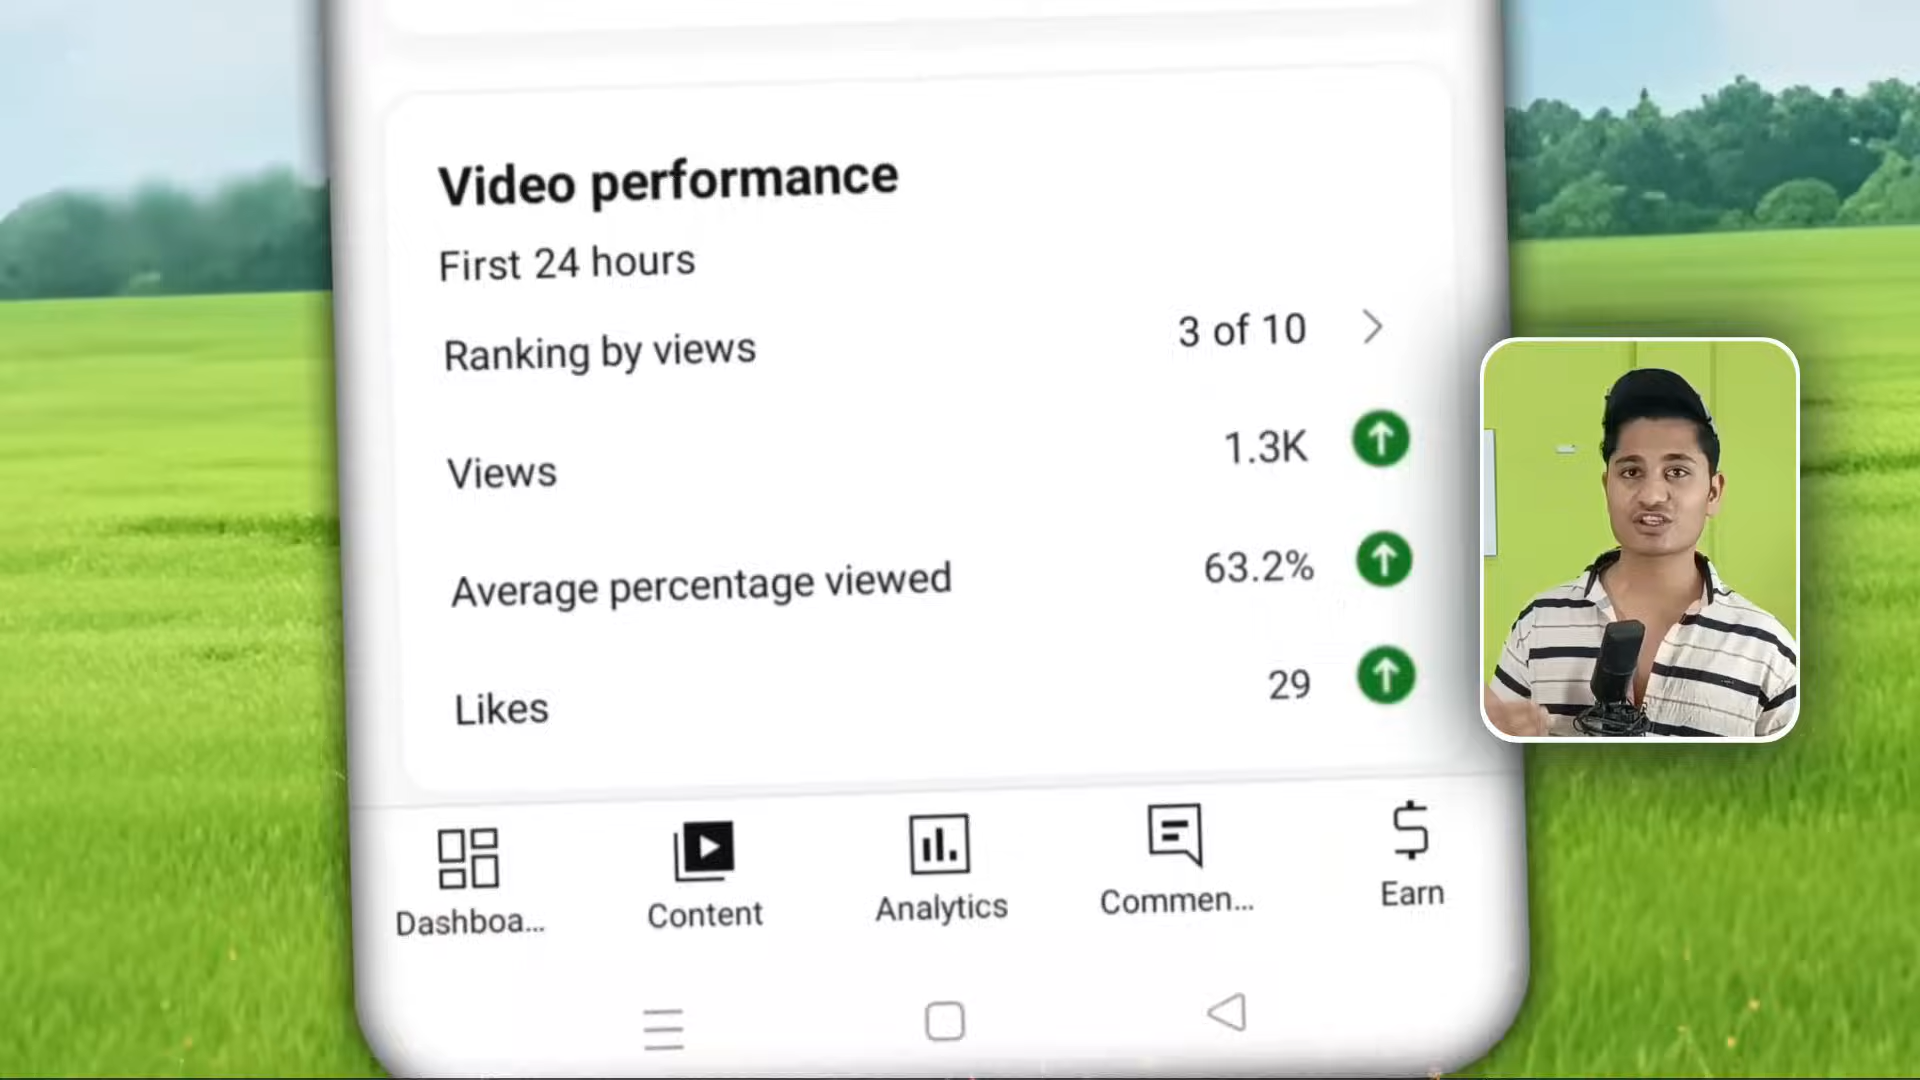 Video performance
First 24 hours
Ranking by views 3 of 10
Views 1.3K
Average percentage viewed 63.2%
Likes 29
Dashboa... Content Analytics Commen... Earn